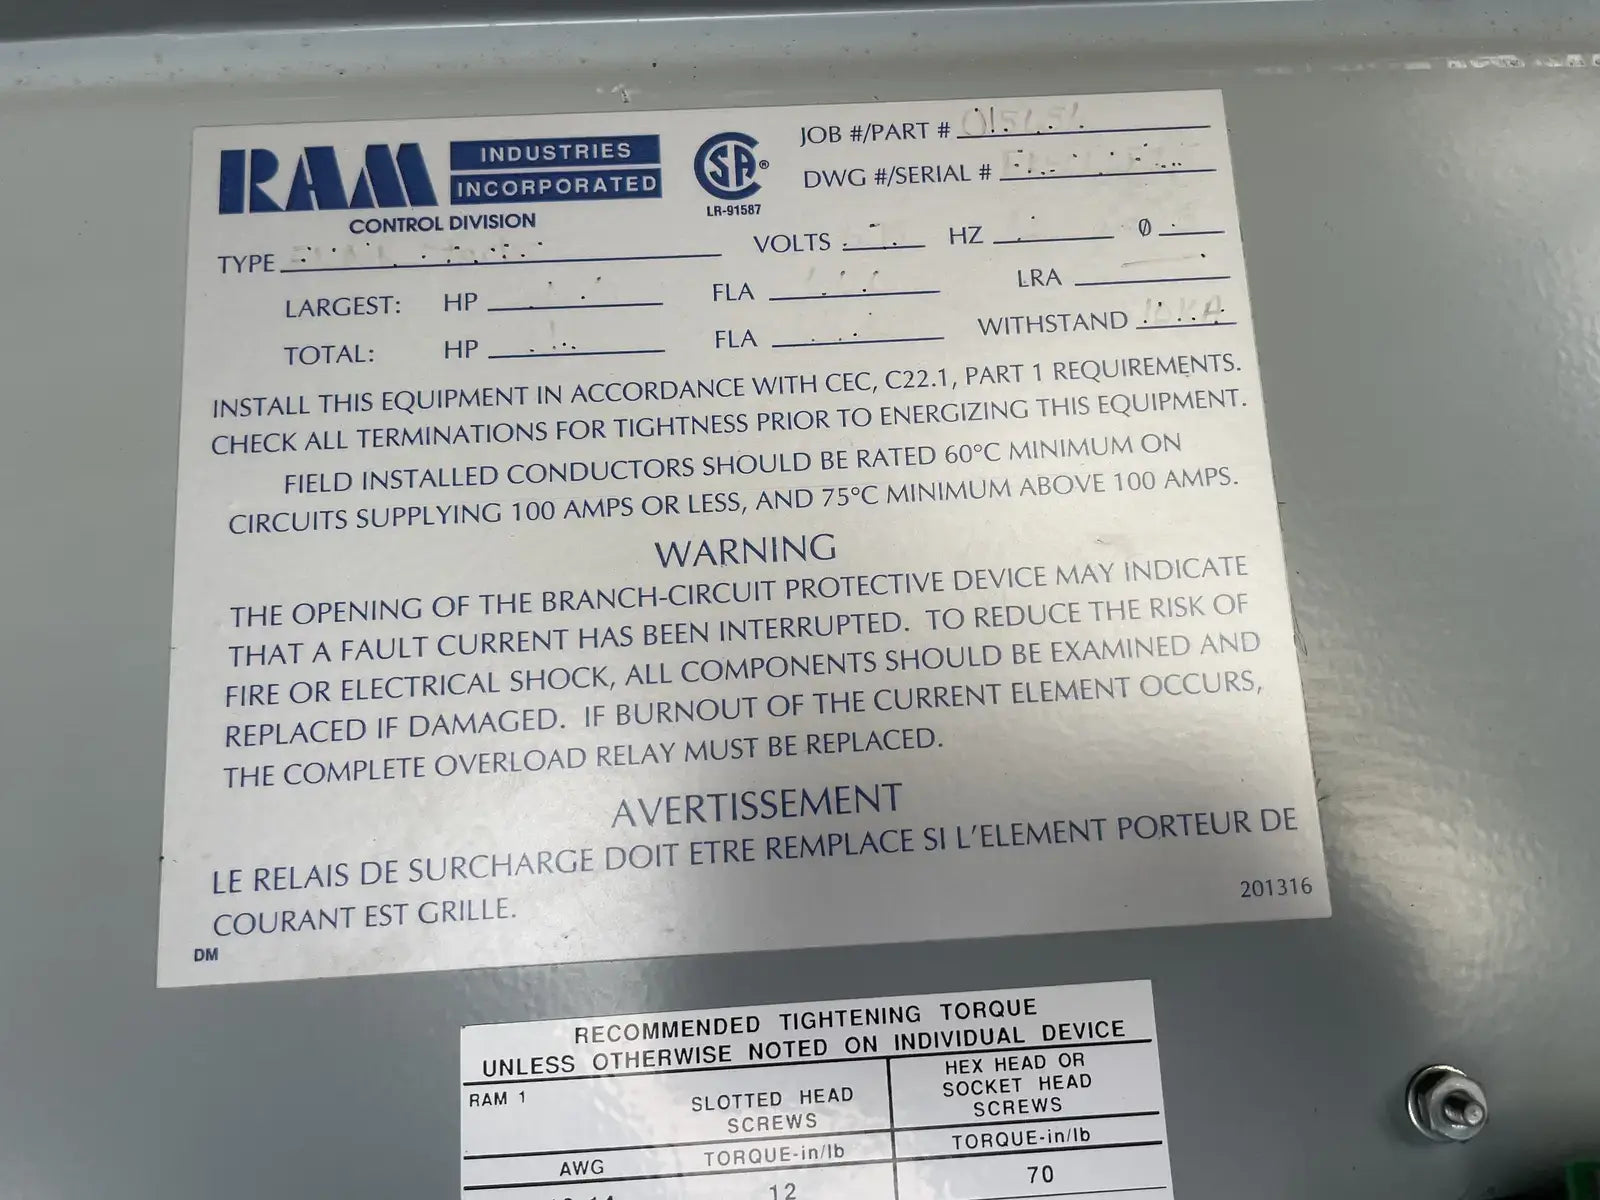 RAM INDUSTRIES INCORPORATED
CONTROL DIVISION
CSA ®
LR-91587
JOB #/PART #
DWG #/SERIAL #
TYPE VOLTS HZ Ø
LARGEST: HP FLA LRA
TOTAL: HP FLA WITHSTAND 10KA
INSTALL THIS EQUIPMENT IN ACCORDANCE WITH CEC, C22.1, PART 1 REQUIREMENTS.
CHECK ALL TERMINATIONS FOR TIGHTNESS PRIOR TO ENERGIZING THIS EQUIPMENT.
FIELD INSTALLED CONDUCTORS SHOULD BE RATED 60°C MINIMUM ON
CIRCUITS SUPPLYING 100 AMPS OR LESS, AND 75°C MINIMUM ABOVE 100 AMPS.
WARNING
THE OPENING OF THE BRANCH-CIRCUIT PROTECTIVE DEVICE MAY INDICATE
THAT A FAULT CURRENT HAS BEEN INTERRUPTED. TO REDUCE THE RISK OF
FIRE OR ELECTRICAL SHOCK, ALL COMPONENTS SHOULD BE EXAMINED AND
REPLACED IF DAMAGED. IF BURNOUT OF THE CURRENT ELEMENT OCCURS,
THE COMPLETE OVERLOAD RELAY MUST BE REPLACED.
AVERTISSEMENT
LE RELAIS DE SURCHARGE DOIT ETRE REMPLACE SI L'ELEMENT PORTEUR DE
COURANT EST GRILLE.
201316
DM
RECOMMENDED TIGHTENING TORQUE
UNLESS OTHERWISE NOTED ON INDIVIDUAL DEVICE
RAM 1
SLOTTED HEAD
SCREWS
HEX HEAD OR
SOCKET HEAD
SCREWS
AWG TORQUE-in/lb TORQUE-in/lb
12 70